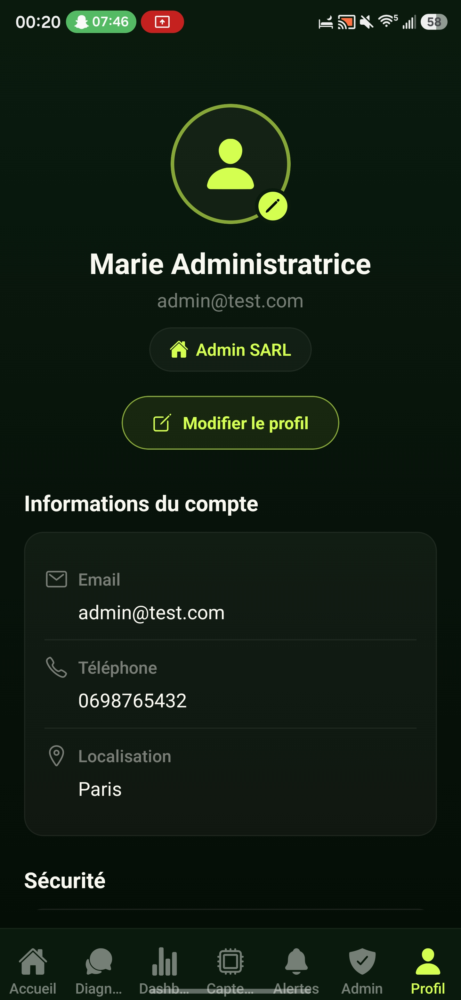 00:20 07:46 5 58
Marie Administratrice
admin@test.com
Admin SARL
Modifier le profil
Informations du compte
Email
admin@test.com
Téléphone
0698765432
Localisation
Paris
Sécurité
Accueil Diagn... Dashb... Capte... Alertes Admin Profil